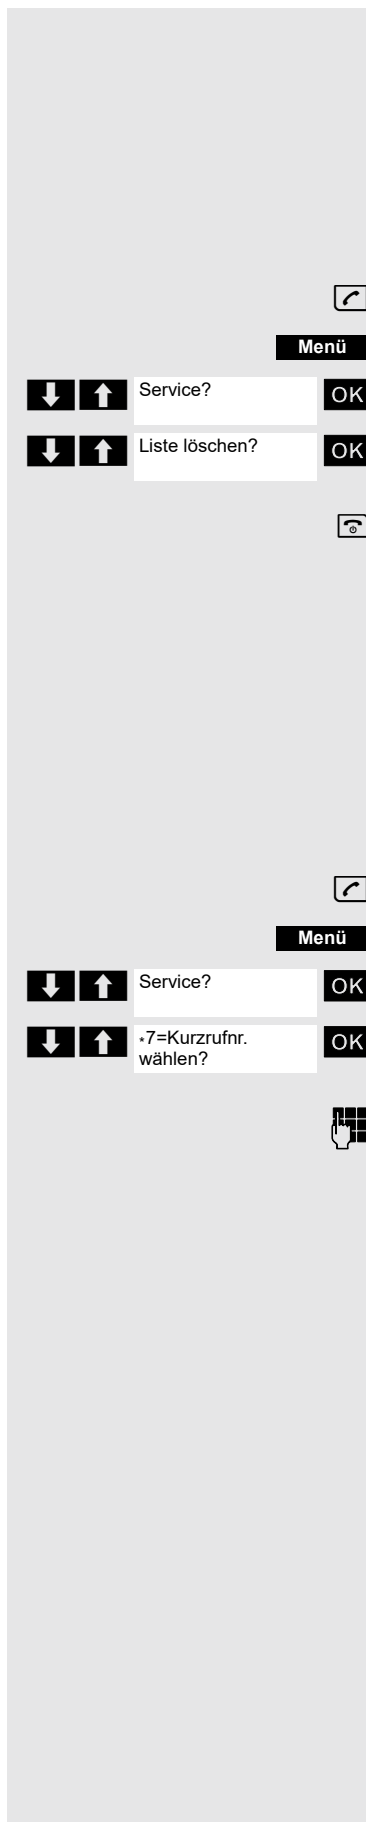 Menü
Service? OK
Liste löschen? OK
Menü
Service? OK
*7=Kurzrufnr. OK
wählen?